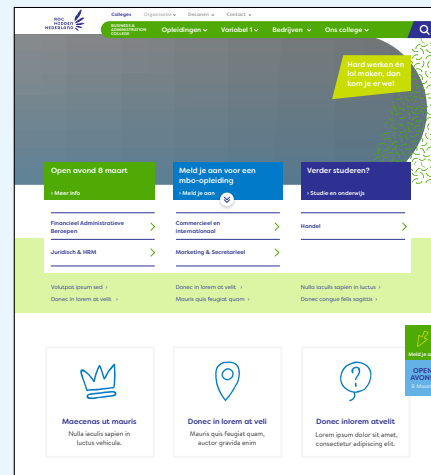 ROC
MIDDEN
NEDERLAND
Colleges Organisatie Docenten Contact
BUSINESS &
ADMINISTRATION
COLLEGE
Opleidingen Variabel 1 Bedrijven Ons college
Hard werken én
lol maken, dan
kom je er wel
Open avond 8 maart
› Meer info
Meld je aan voor een
mbo-opleiding
› Meld je aan
Verder studeren?
› Studie en onderwijs
Financieel Administratieve
Beroepen
Commercieel en
internationaal
Handel
Juridisch & HRM
Marketing & Secretarieel
Volutpat ipsum sed ›
Donec in lorem at velit ›
Nulla iaculis sapien in luctus ›
Donec in lorem at velit ›
Mauris quis feugiat quam ›
Donec congue felis sagittis ›
Meld je a
OPEN
AVON
8 Maart
Maecenas ut mauris
Nulla iaculis sapien in
luctus vehicula.
Donec in lorem at veli
Mauris quis feugiat quam,
auctor gravida enim
Donec inlorem atvelit
Lorem ipsum dolor sit amet,
consectetur adipiscing elit.